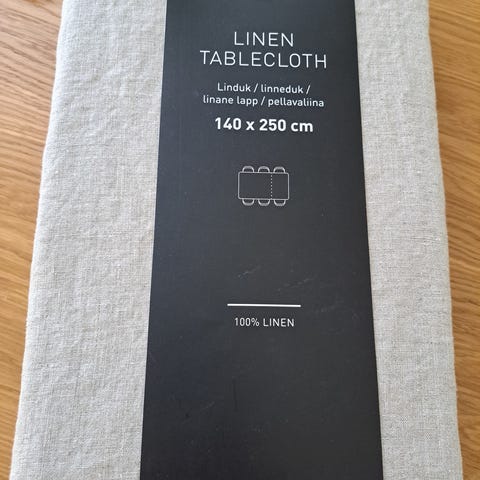 LINEN
TABLECLOTH
Linduk / linneduk /
linane lapp / pellavaliina
140 x 250 cm
100% LINEN